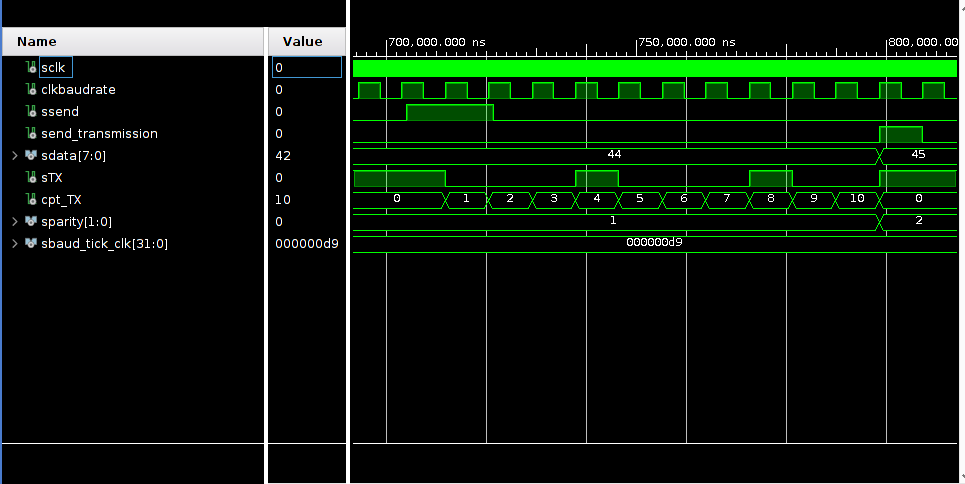 Name Value
700,000.000 ns 750,000.000 ns 800,000.00
sclk 0
clkbaudrate 0
ssend 0
send_transmission 0
sdata[7:0] 42 44 45
sTX 0
cpt_TX 10 0 1 2 3 4 5 6 7 8 9 10 0
sparity[1:0] 0 1 2
sbaud_tick_clk[31:0] 000000d9 000000d9